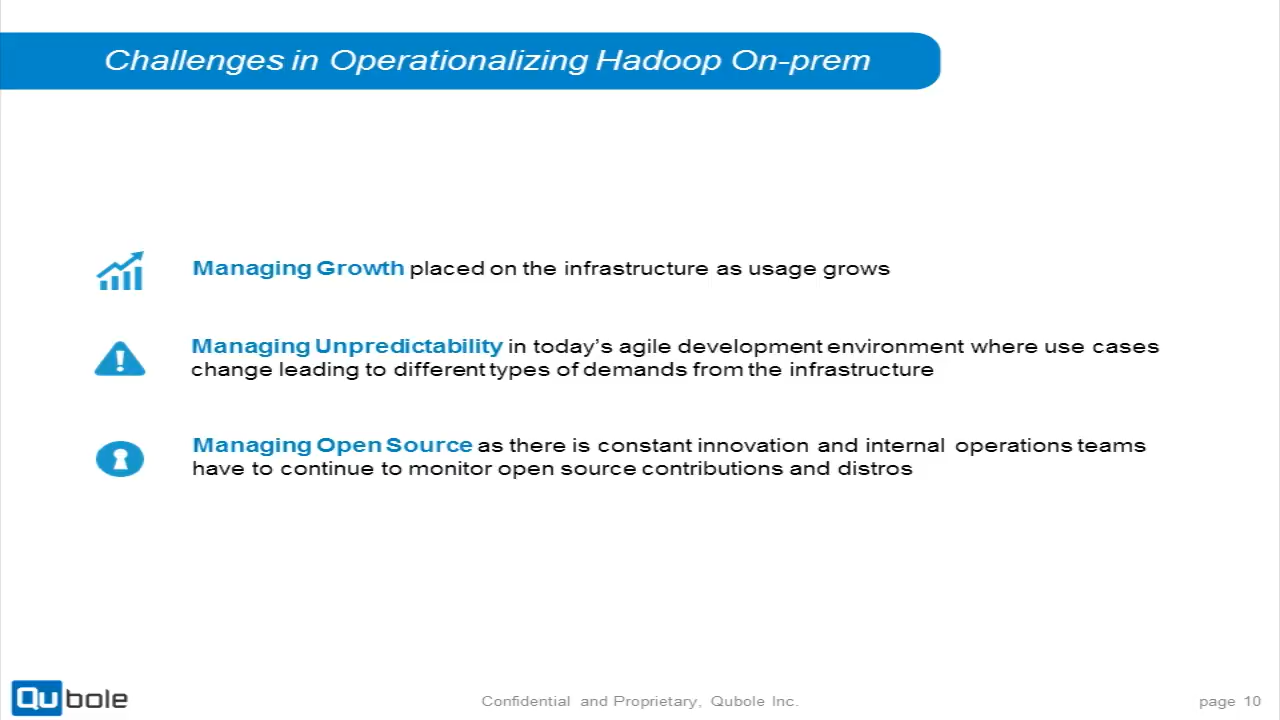 Challenges in Operationalizing Hadoop On-prem
Managing Growth placed on the infrastructure as usage grows
Managing Unpredictability in today's agile development environment where use cases
change leading to different types of demands from the infrastructure
Managing Open Source as there is constant innovation and internal operations teams
have to continue to monitor open source contributions and distros
Qubole
Confidential and Proprietary, Qubole Inc.
page 10